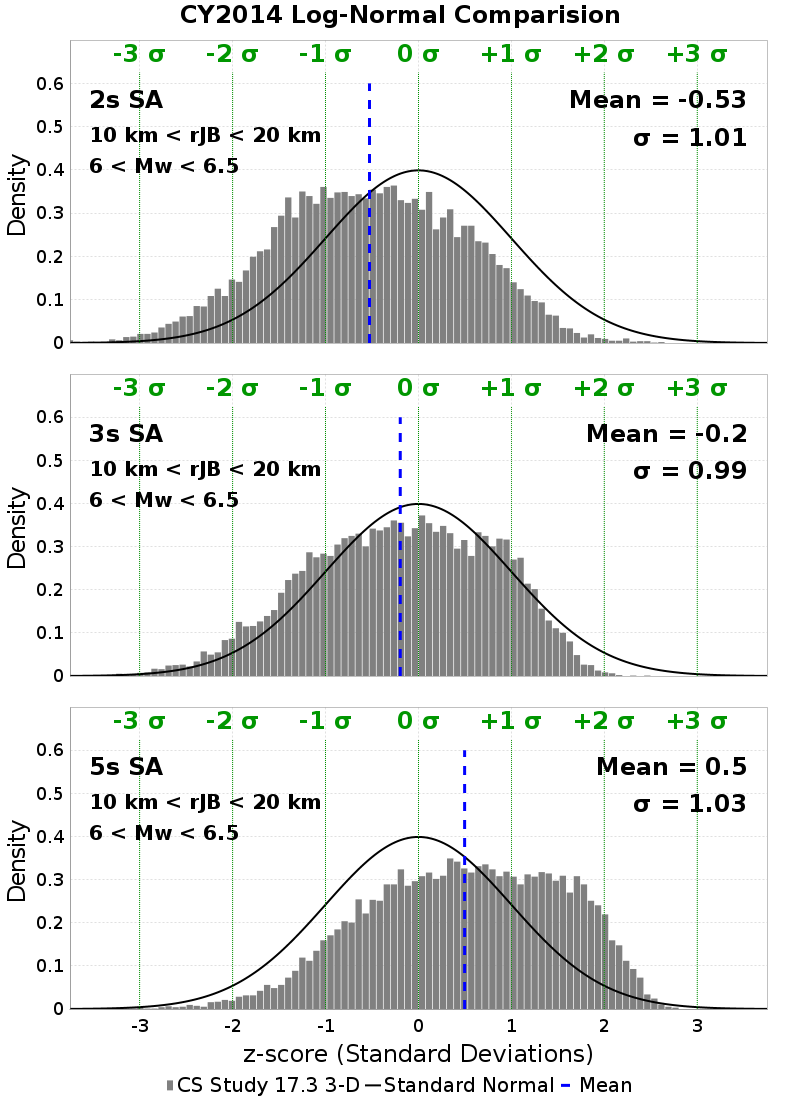 CY2014 Log-Normal Comparision
-3 σ -2 σ -1 σ 0 σ +1 σ +2 σ +3 σ
0.6
2s SA Mean = -0.53
0.5
10 km < rJB < 20 km σ = 1.01
0.4
6 < Mw < 6.5
0.3
0.2
0.1
0
Density
-3 σ -2 σ -1 σ 0 σ +1 σ +2 σ +3 σ
0.6
3s SA Mean = -0.2
0.5
10 km < rJB < 20 km σ = 0.99
0.4
6 < Mw < 6.5
0.3
0.2
0.1
0
Density
-3 σ -2 σ -1 σ 0 σ +1 σ +2 σ +3 σ
0.6
5s SA Mean = 0.5
0.5
10 km < rJB < 20 km σ = 1.03
0.4
6 < Mw < 6.5
0.3
0.2
0.1
0
Density
-3 -2 -1 0 1 2 3
z-score (Standard Deviations)
CS Study 17.3 3-D Standard Normal Mean